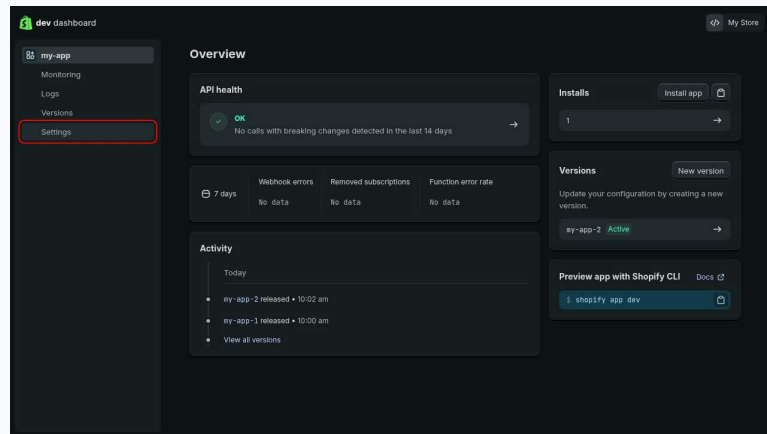 dev dashboard
My Store
my-app
Monitoring
Logs
Versions
Settings
Overview
API health
OK
No calls with breaking changes detected in the last 14 days
7 days
Webhook errors
No data
Removed subscriptions
No data
Function error rate
No data
Activity
Today
my-app-2 released • 10:02 am
my-app-1 released • 10:00 am
View all versions
Installs
Install app
1
Versions
New version
Update your configuration by creating a new
version.
my-app-2 Active
Preview app with Shopify CLI
Docs
$ shopify app dev